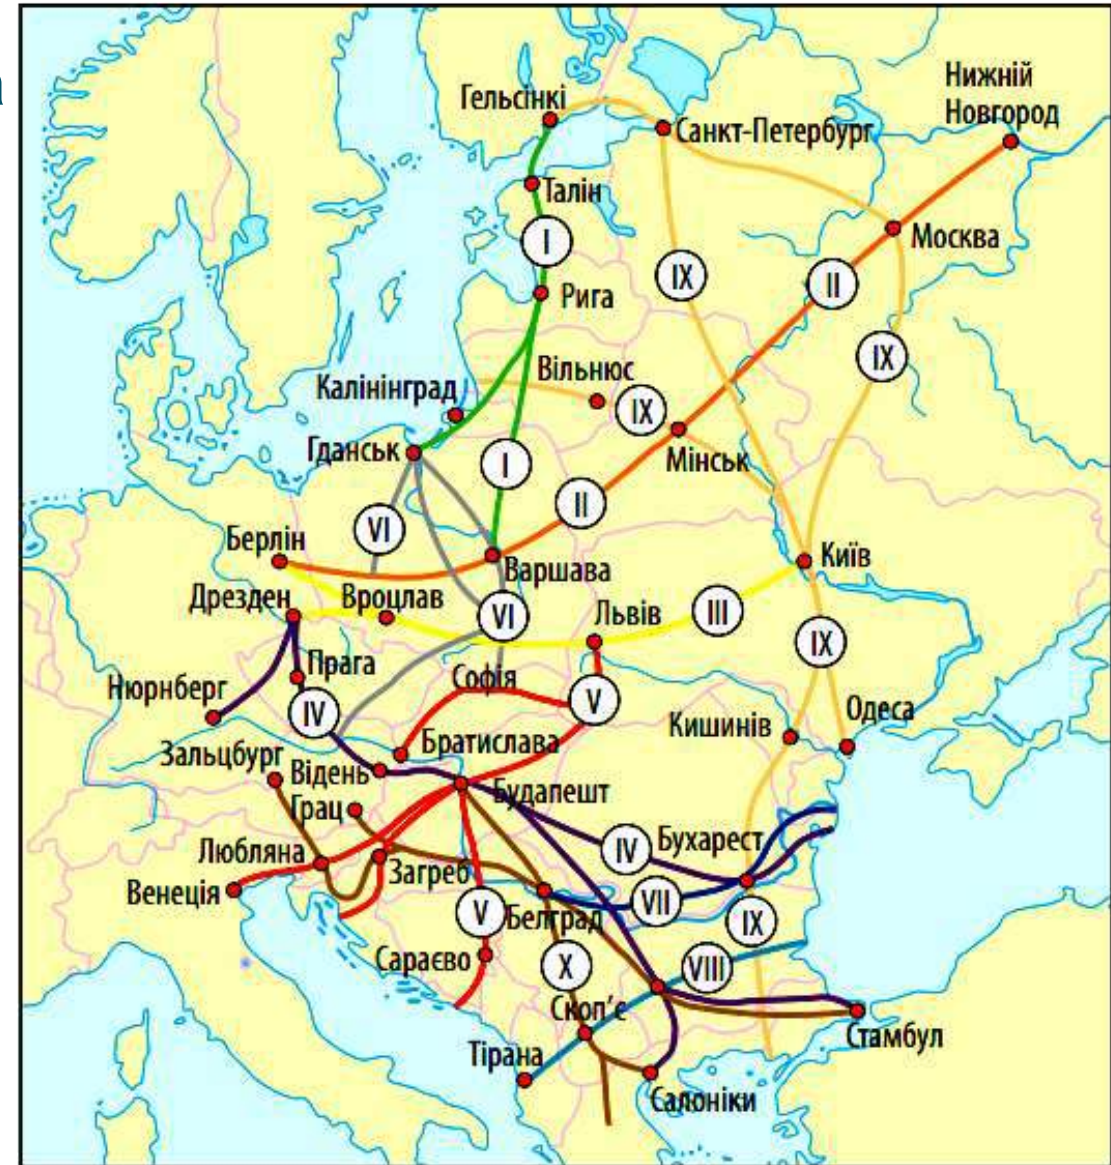 Нижній
Новгород
Гельсінкі
Санкт-Петербург
Талін
Москва
I
IX
II
Рига
IX
Вільнюс
Калінінград
IX
Гданськ
Мінськ
I
II
VI
Берлін
Варшава
Київ
Дрезден
Вроцлав
VI
Львів
III
IX
Прага
Софія
Нюрнберг
IV
V
Кишинів
Одеса
Зальцбург
Братислава
Відень
Будапешт
Грац
IV
Бухарест
Любляна
Загреб
Венеція
V
Белград
VII
IX
Сараєво
X
VIII
Скоп'є
Стамбул
Тірана
Салоніки